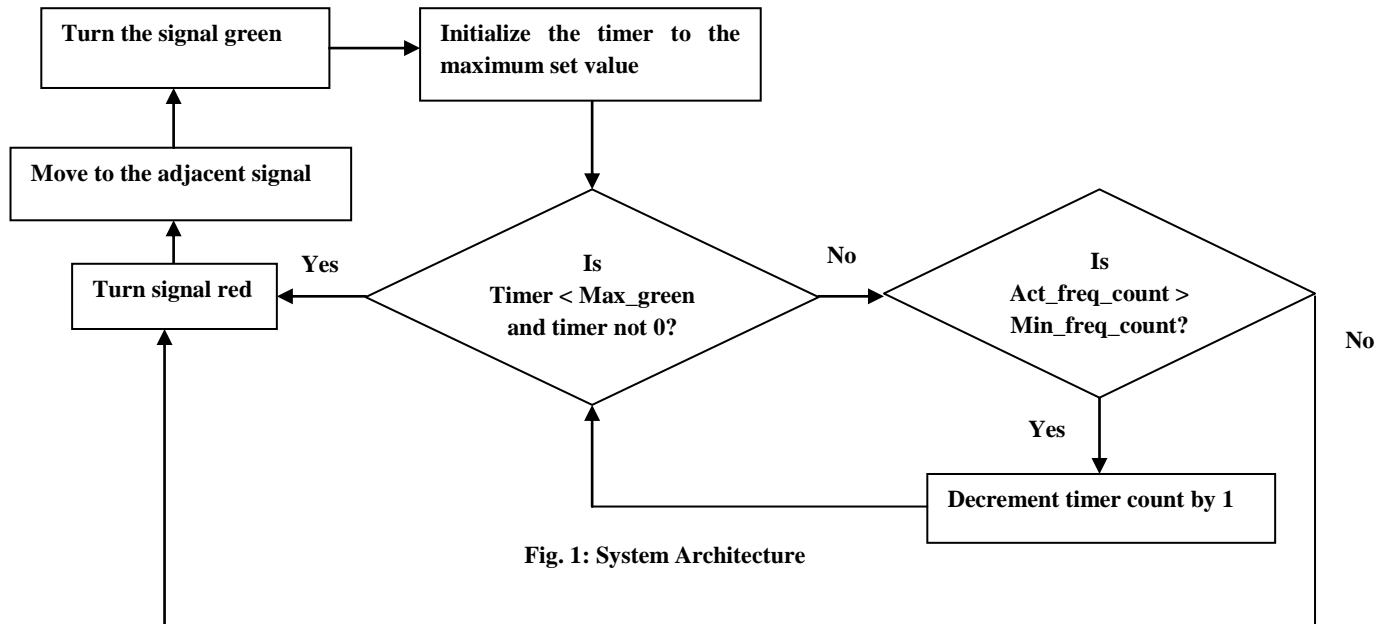 Turn the signal green
Initialize the timer to the
maximum set value
Move to the adjacent signal
Turn signal red
Yes
Is
Timer < Max_green
and timer not 0?
No
Is
Act_freq_count >
Min_freq_count?
No
Yes
Decrement timer count by 1
Fig. 1: System Architecture